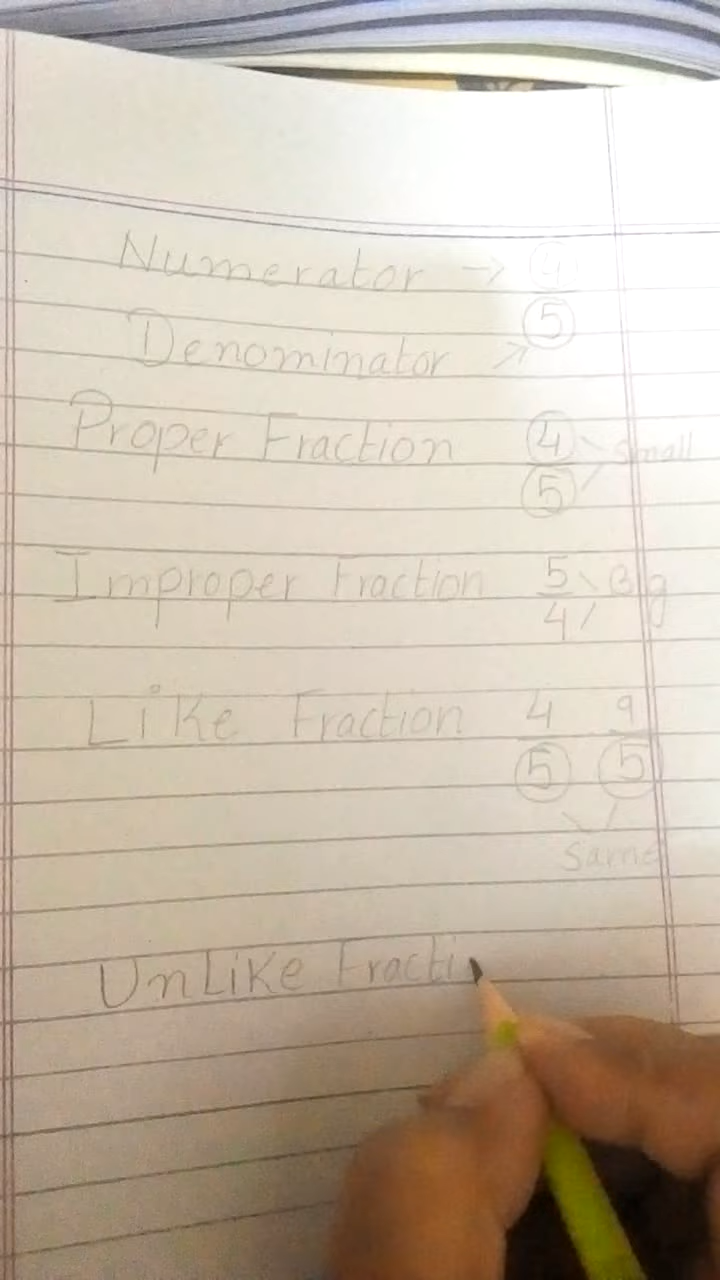 Numerator → 4
5
Denominator ↗
Proper Fraction 4 Small
5
Improper Fraction 5 Big
4
Like Fraction 4 9
5 5
Same
UnLike Fracti